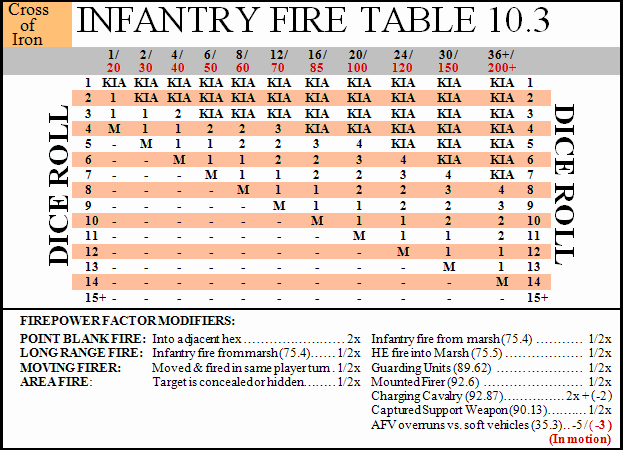 Cross of Iron
INFANTRY FIRE TABLE 10.3
1/ 2/ 4/ 6/ 8/ 12/ 16/ 20/ 24/ 30/ 36+/
20 30 40 50 60 70 85 100 120 150 200+
DICE ROLL
1 KIA KIA KIA KIA KIA KIA KIA KIA KIA KIA KIA 1
2 1 KIA KIA KIA KIA KIA KIA KIA KIA KIA KIA 2
3 1 1 2 KIA KIA KIA KIA KIA KIA KIA KIA 3
4 M 1 1 2 2 3 KIA KIA KIA KIA KIA 4
5 - M 1 1 2 2 3 4 KIA KIA KIA 5
6 - - M 1 1 2 2 3 4 KIA KIA 6
7 - - - M 1 1 2 2 3 4 KIA 7
8 - - - - M 1 1 2 2 3 4 8
9 - - - - - M 1 1 2 2 3 9
10 - - - - - - M 1 1 2 2 10
11 - - - - - - - M 1 1 2 11
12 - - - - - - - - M 1 1 12
13 - - - - - - - - - M 1 13
14 - - - - - - - - - - M 14
15+ - - - - - - - - - - - 15+
DICE ROLL
FIREPOWER FACTOR MODIFIERS:
POINT BLANK FIRE: Into adjacent hex .......................... 2x
LONG RANGE FIRE: Infantry fire from marsh (75.4)...... 1/2x
MOVING FIRER: Moved & fired in same player turn . 1/2x
AREA FIRE: Target is concealed or hidden......... 1/2x
Infantry fire from marsh (75.4) ........... 1/2x
HE fire into Marsh (75.5) ................... 1/2x
Guarding Units (89.62) ...................... 1/2x
Mounted Firer (92.6) ........................ 1/2x
Charging Cavalry (92.87)............. 2x + (-2)
Captured Support Weapon (90.13).......... 1/2x
AFV overruns vs. soft vehicles (35.3).. -5/( -3 )
(In motion)